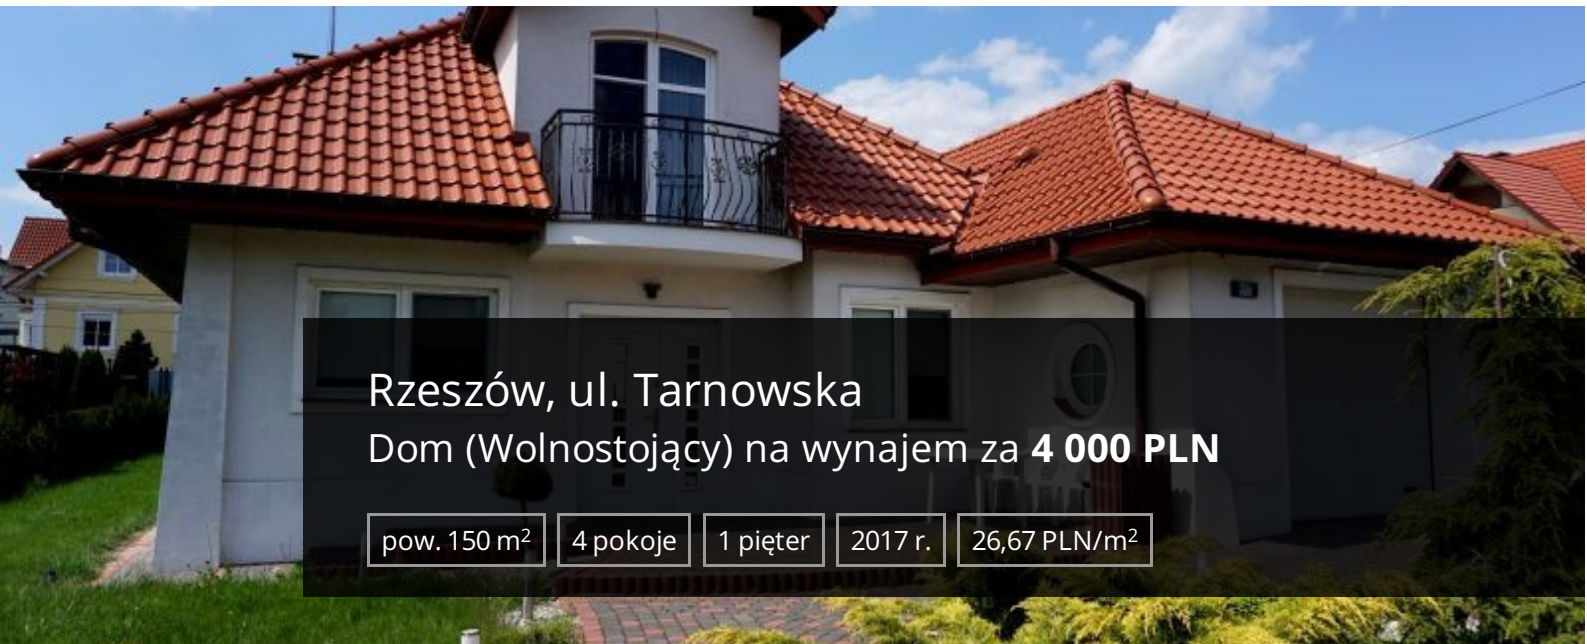 Rzeszów, ul. Tarnowska
Dom (Wolnostojący) na wynajem za 4 000 PLN
pow. 150 m² 4 pokoje 1 pięter 2017 r. 26,67 PLN/m²